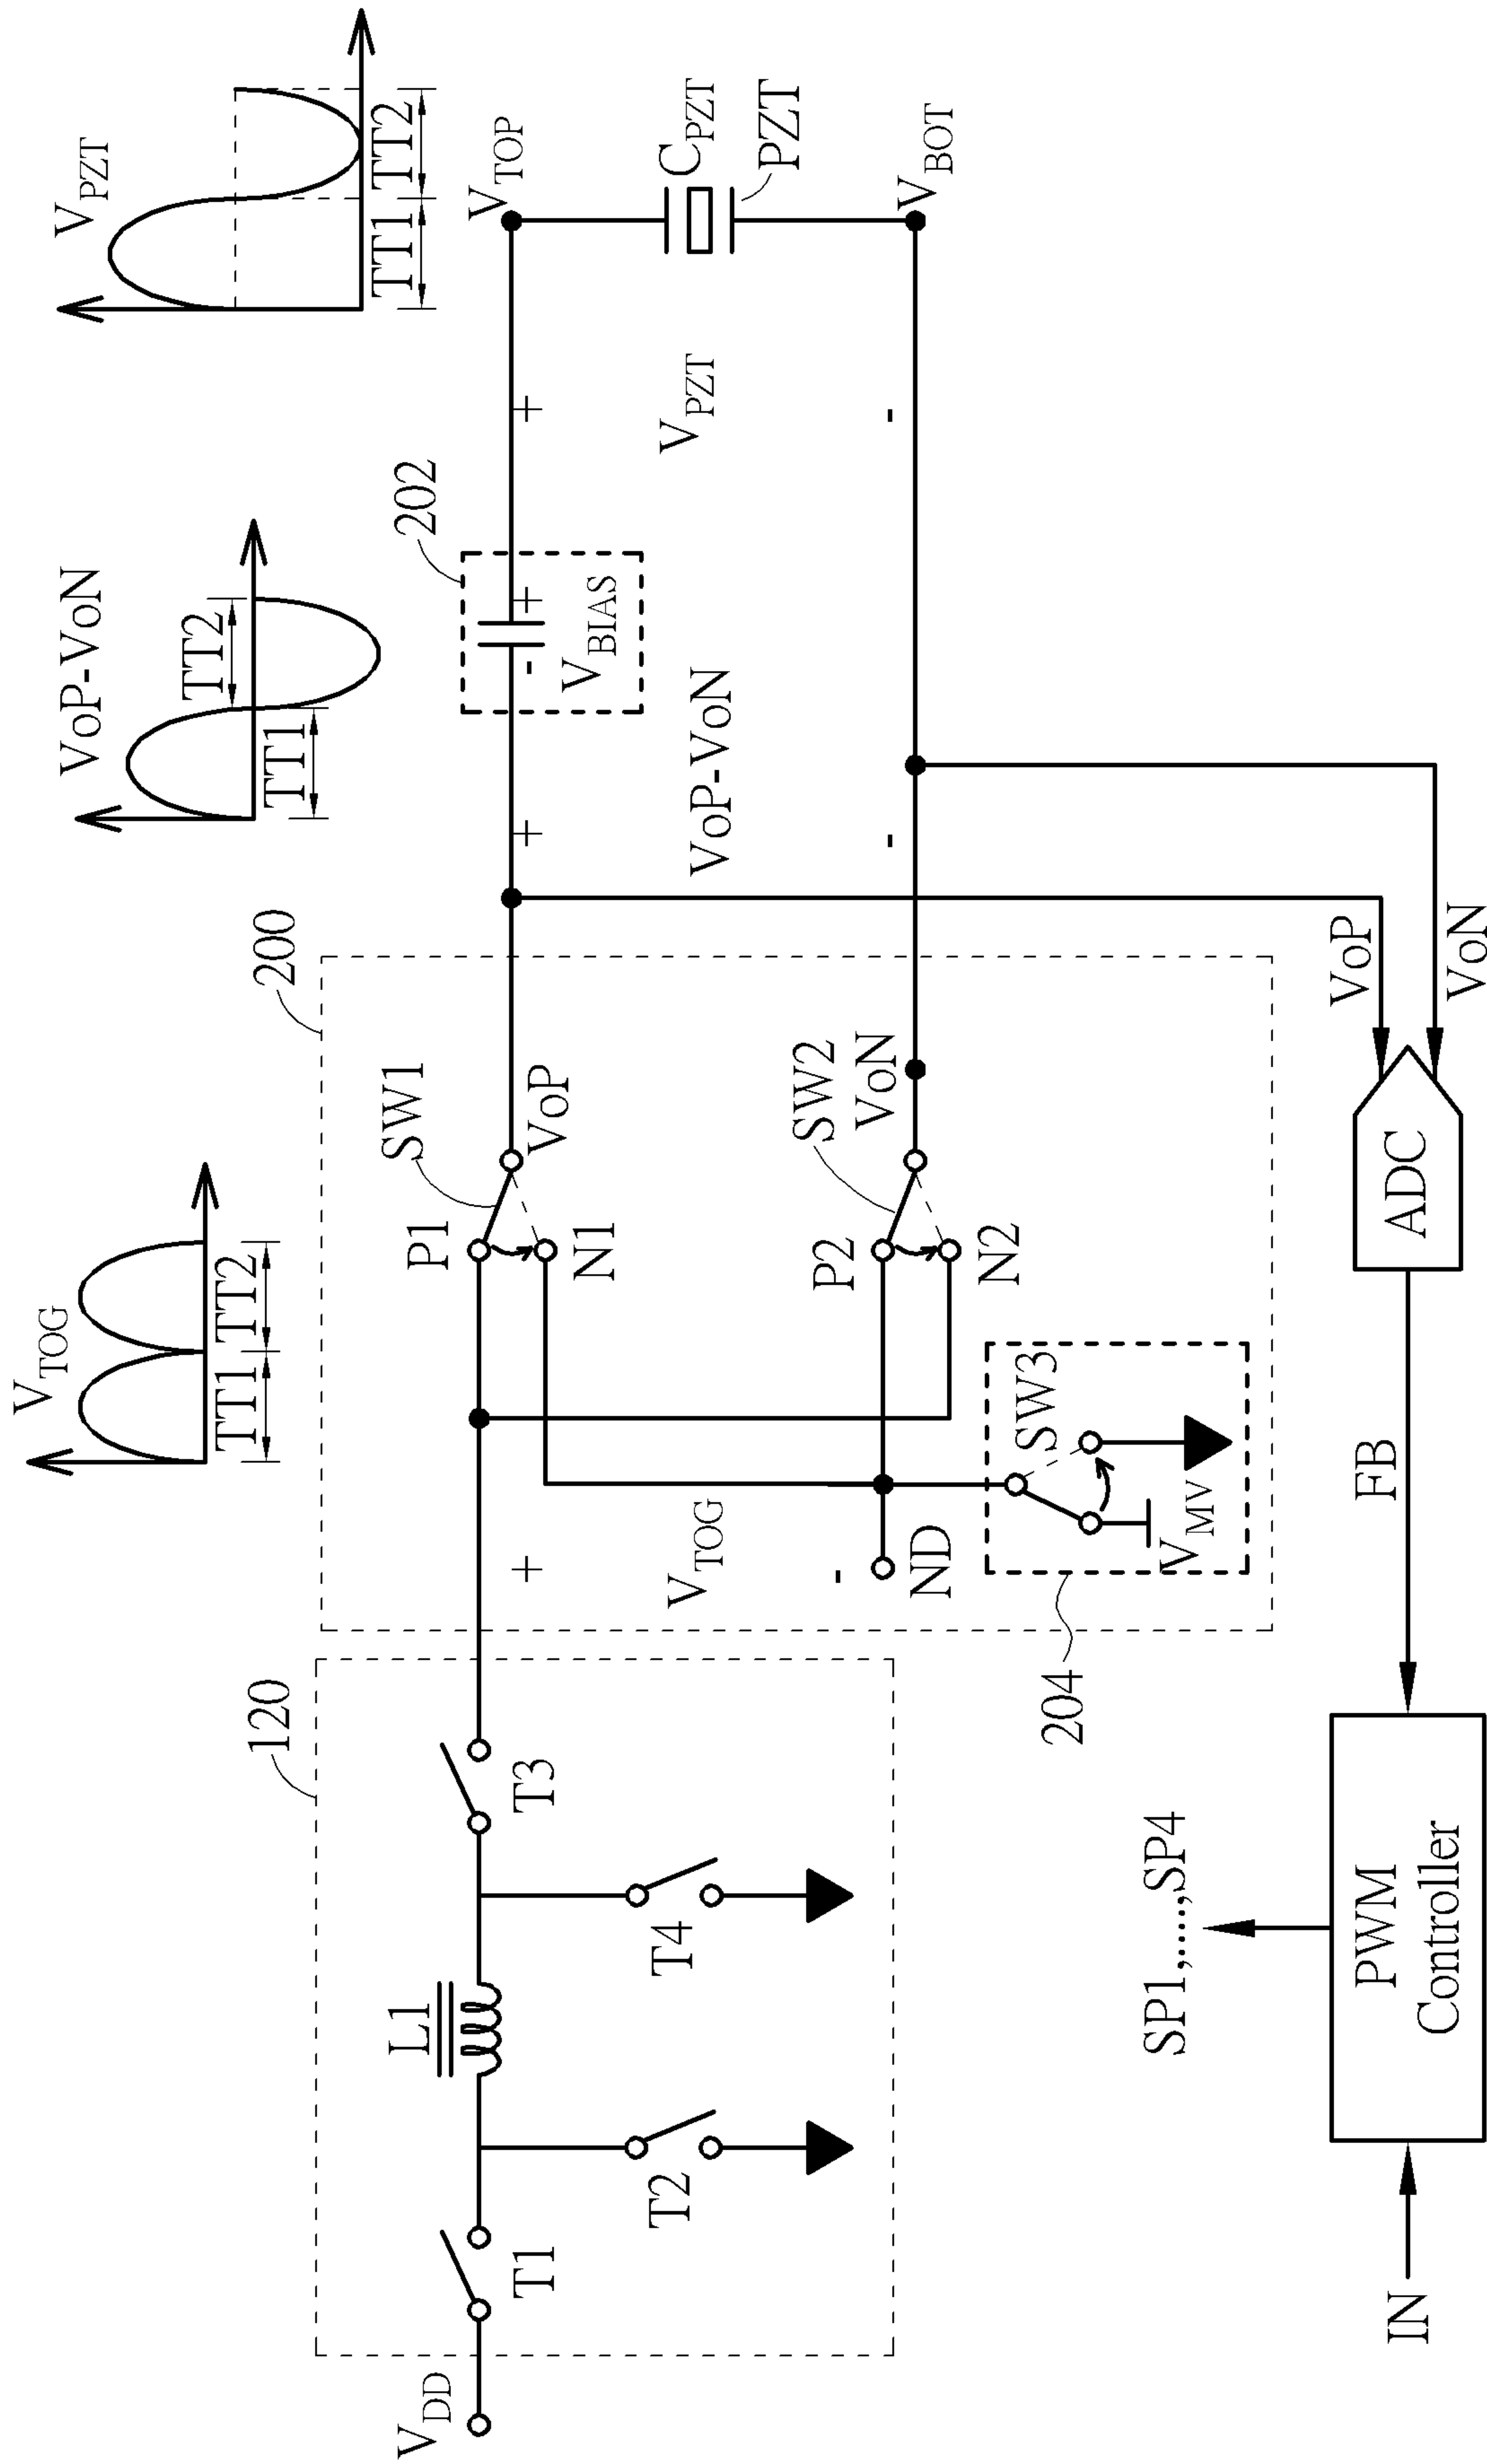 V_TOG
TT1
TT2
VoP-VoN
TT1
TT2
V_PZT
TT1
TT2
120
200
202
V_DD
T1
L1
T2
T4
T3
V_TOG
+
-
ND
P1
N1
SW1
VoP
P2
N2
SW2
VoN
204
SW3
V_MV
+
VoP-VoN
-
-
+
V_BIAS
+
V_PZT
-
V_TOP
C_PZT
PZT
V_BOT
IN
PWM
Controller
SP1,.....,SP4
FB
ADC
VoP
VoN